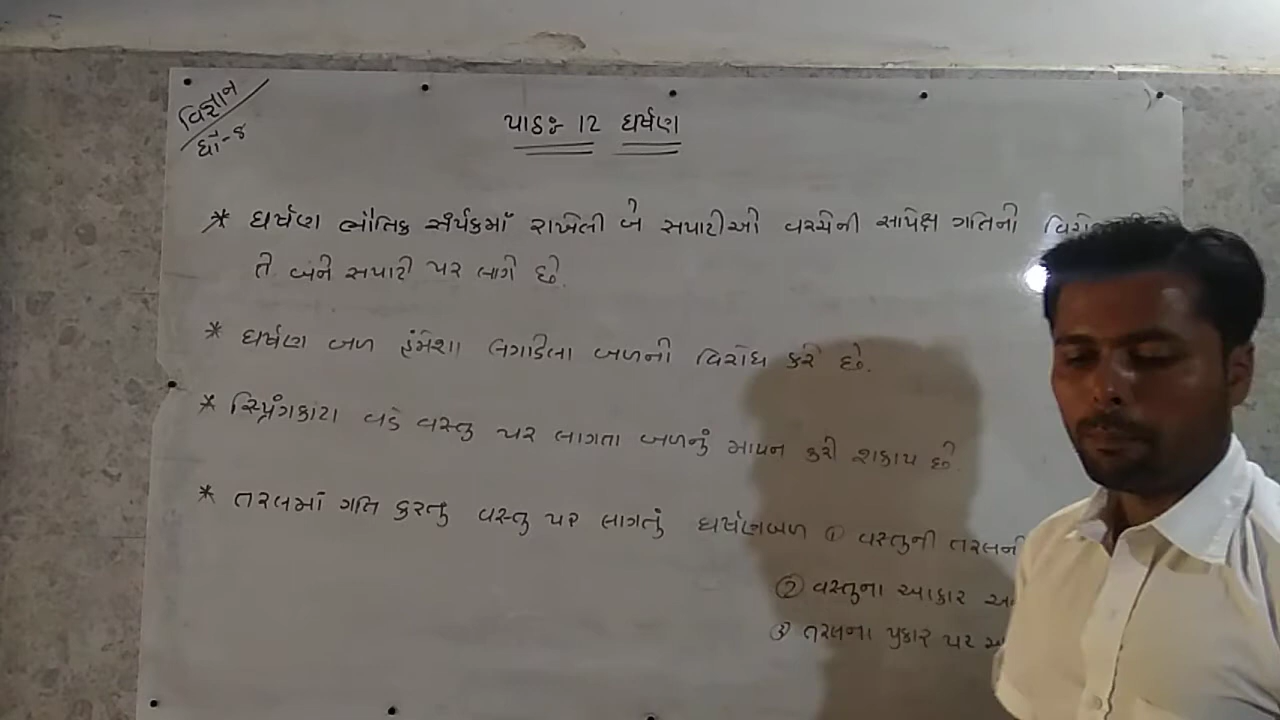 વિજ્ઞાન
ધો-૮
પાઠઃ 12 ઘર્ષણ
* ઘર્ષણ ભૌતિક સંર્પકમાં રાખેલી બે સપાટીઓ વચ્ચેની સાપેક્ષ ગતિનો
તે બંને સપાટી પર લાગે છે.
* ઘર્ષણ બળ હંમેશા લગાડેલા બળનો વિરોધ કરે છે.
* સ્પ્રિંગકાંટા વડે વસ્તુ પર લાગતા બળનું માપન કરી શકાય છે.
* તરલમાં ગતિ કરતુ વસ્તુ પર લાગતું ઘર્ષણબળ ① વસ્તુની તરલની
② વસ્તુના આકાર
③ તરલના પ્રકાર પર